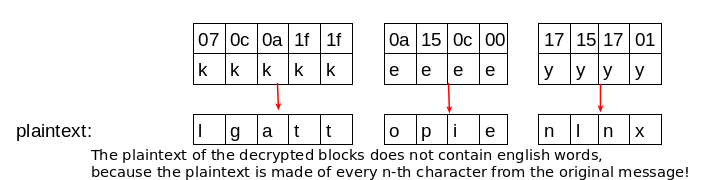 07 0c 0a 1f 1f 0a 15 0c 00 17 15 17 01
k k k k k e e e e y y y y
plaintext: l g a t t o p i e n l n x
The plaintext of the decrypted blocks does not contain english words,
because the plaintext is made of every n-th character from the original message!